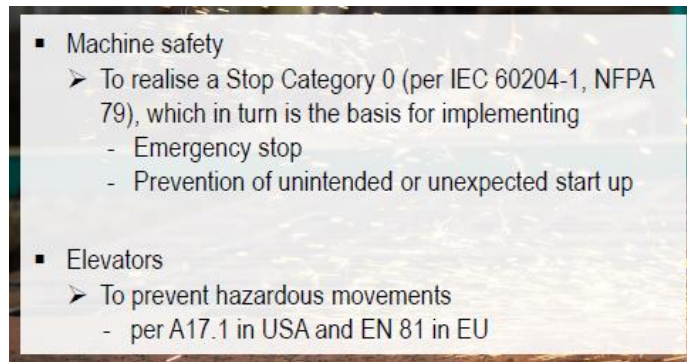 ▪ Machine safety
➢ To realise a Stop Category 0 (per IEC 60204-1, NFPA
79), which in turn is the basis for implementing
- Emergency stop
- Prevention of unintended or unexpected start up
▪ Elevators
➢ To prevent hazardous movements
- per A17.1 in USA and EN 81 in EU